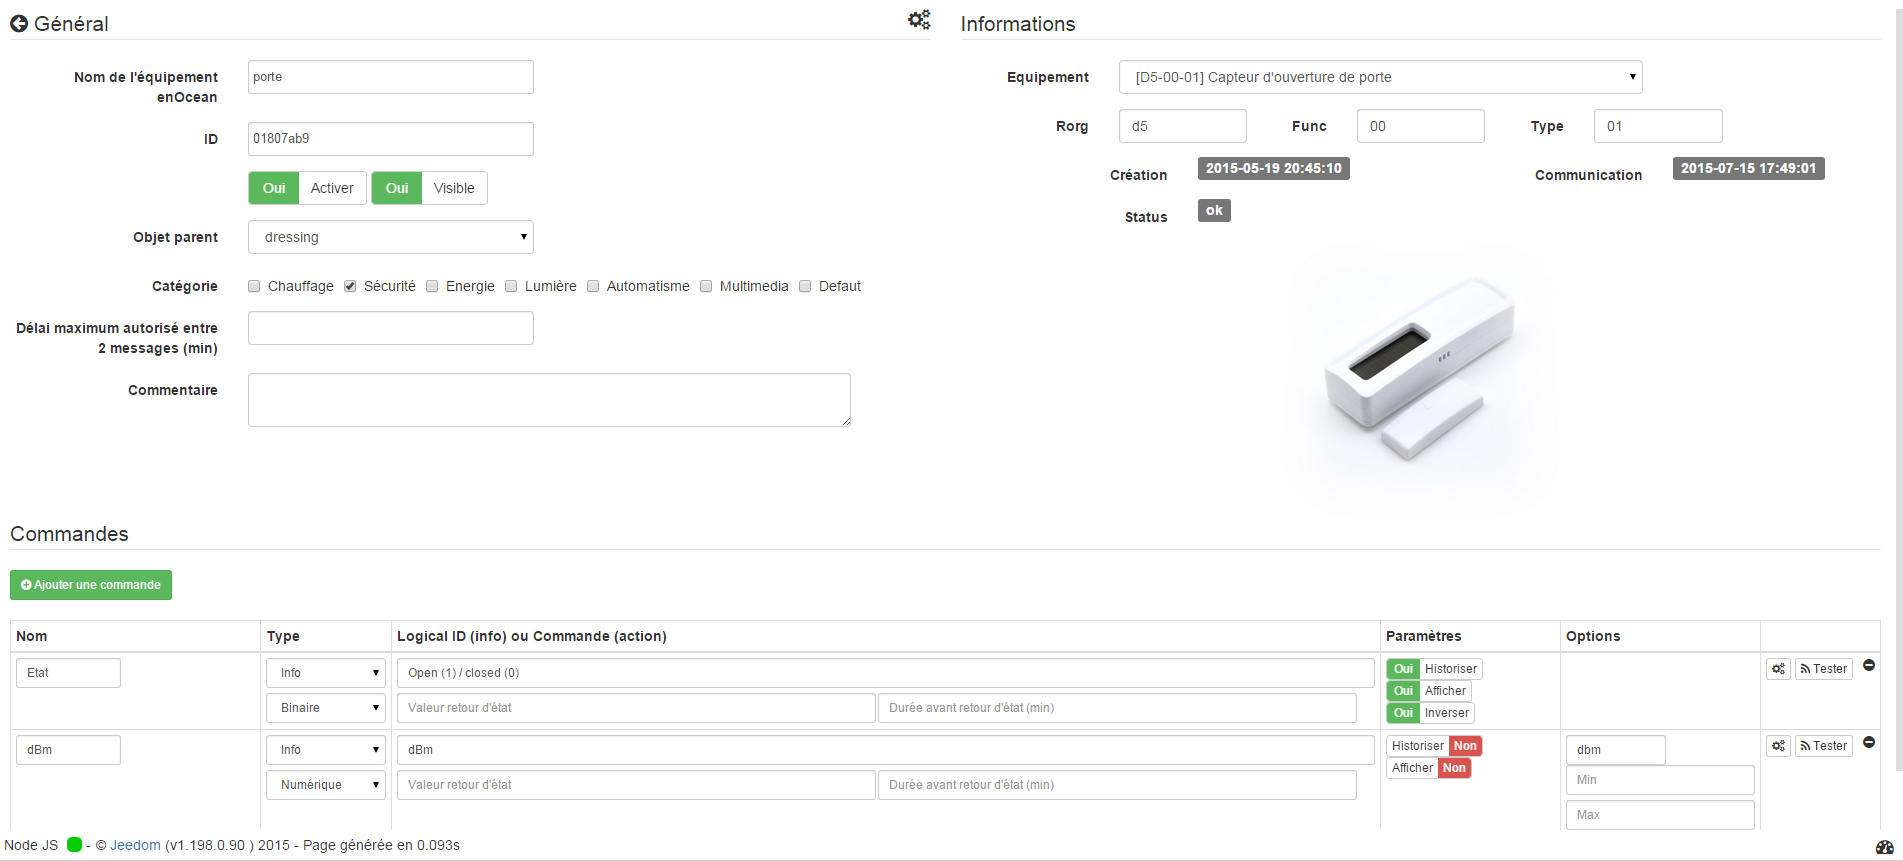 Général
Informations
Nom de l'équipement
enOcean
porte
ID
01807ab9
Oui Activer Oui Visible
Objet parent
dressing
Catégorie
Chauffage Sécurité Energie Lumière Automatisme Multimedia Defaut
Délai maximum autorisé entre
2 messages (min)
Commentaire
Equipement
[D5-00-01] Capteur d'ouverture de porte
Rorg d5 Func 00 Type 01
Création 2015-05-19 20:45:10 Communication 2015-07-15 17:49:01
Status ok
Commandes
Ajouter une commande
Nom Type Logical ID (info) ou Commande (action) Paramètres Options
Etat Info Open (1) / closed (0) Oui Historiser Tester
Oui Afficher
Binaire Valeur retour d'état Durée avant retour d'état (min) Oui Inverser
dBm Info dBm Historiser Non dbm Tester
Afficher Non
Numérique Valeur retour d'état Durée avant retour d'état (min) Min
Max
Node JS - © Jeedom (v1.198.0.90 ) 2015 - Page générée en 0.093s